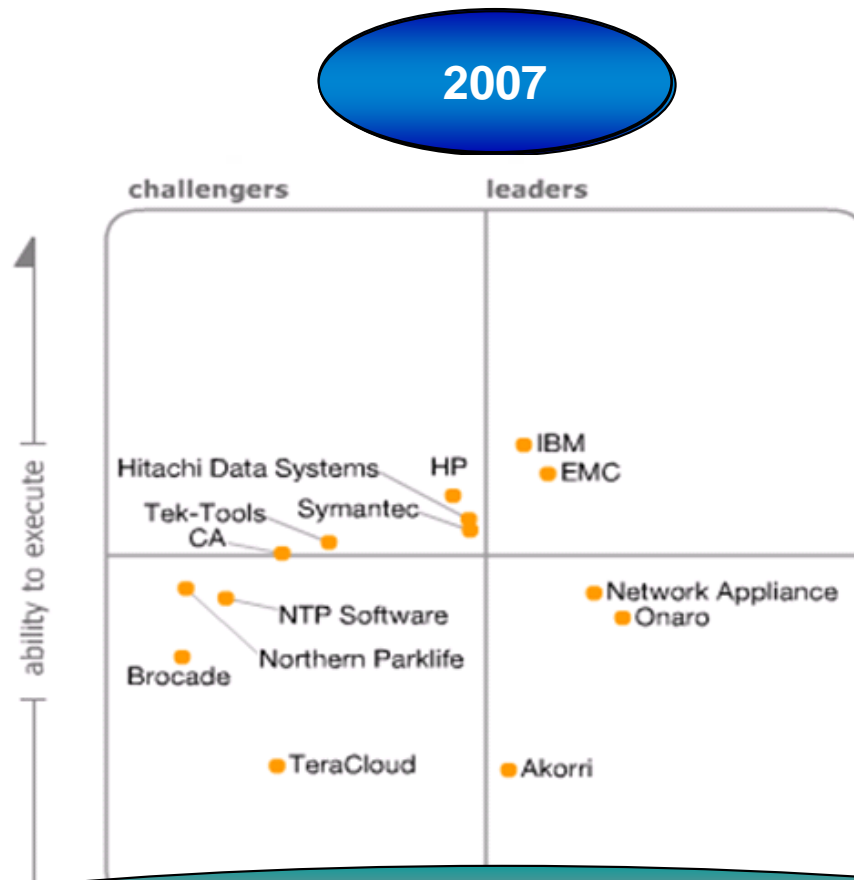 2007
challengers
leaders
IBM
EMC
HP
Hitachi Data Systems
Symantec
Tek-Tools
CA
ability to execute
Network Appliance
Onaro
NTP Software
Northern Parklife
Brocade
TeraCloud
Akorri